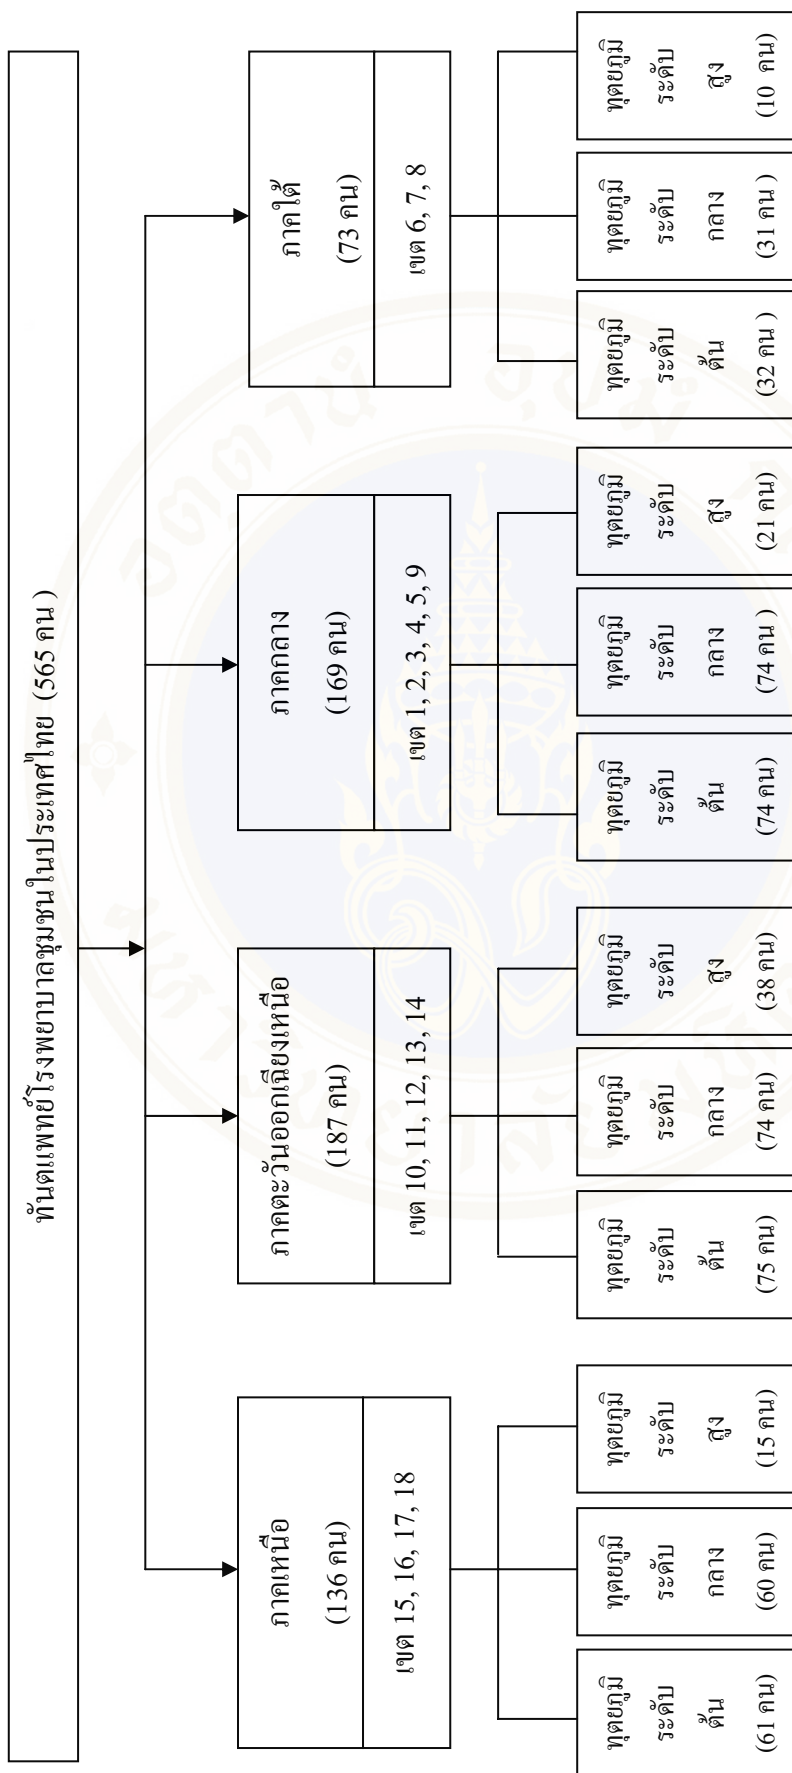 ทันตแพทย์โรงพยาบาลชุมชนในประเทศไทย (565 คน )
ภาคเหนือ
(136 คน)
เขต 15, 16, 17, 18
ภาคตะวันออกเฉียงเหนือ
(187 คน)
เขต 10, 11, 12, 13, 14
ภาคกลาง
(169 คน)
เขต 1, 2, 3, 4, 5, 9
ภาคใต้
(73 คน)
เขต 6, 7, 8
ทุตยภูมิ
ระดับ
ต้น
(61 คน)
ทุตยภูมิ
ระดับ
กลาง
(60 คน)
ทุตยภูมิ
ระดับ
สูง
(15 คน)
ทุตยภูมิ
ระดับ
ต้น
(75 คน)
ทุตยภูมิ
ระดับ
กลาง
(74 คน)
ทุตยภูมิ
ระดับ
สูง
(38 คน)
ทุตยภูมิ
ระดับ
ต้น
(74 คน)
ทุตยภูมิ
ระดับ
กลาง
(74 คน )
ทุตยภูมิ
ระดับ
สูง
(21 คน)
ทุตยภูมิ
ระดับ
ต้น
(32 คน )
ทุตยภูมิ
ระดับ
กลาง
(31 คน )
ทุตยภูมิ
ระดับ
สูง
(10 คน )